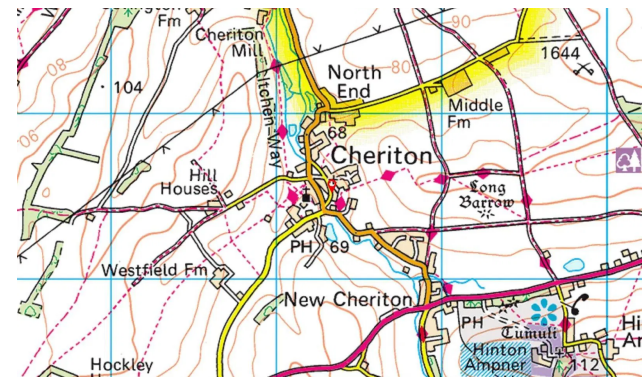 Fm
Cheriton
Mill
90
1644
104
North
End
80
Itchen Way
Middle
Fm
68
06
Cheriton
Hill
Houses
Long
Barrow
PH
69
Westfield Fm
New Cheriton
PH
Tumuli
Hinton
Ampner
112
Hockley